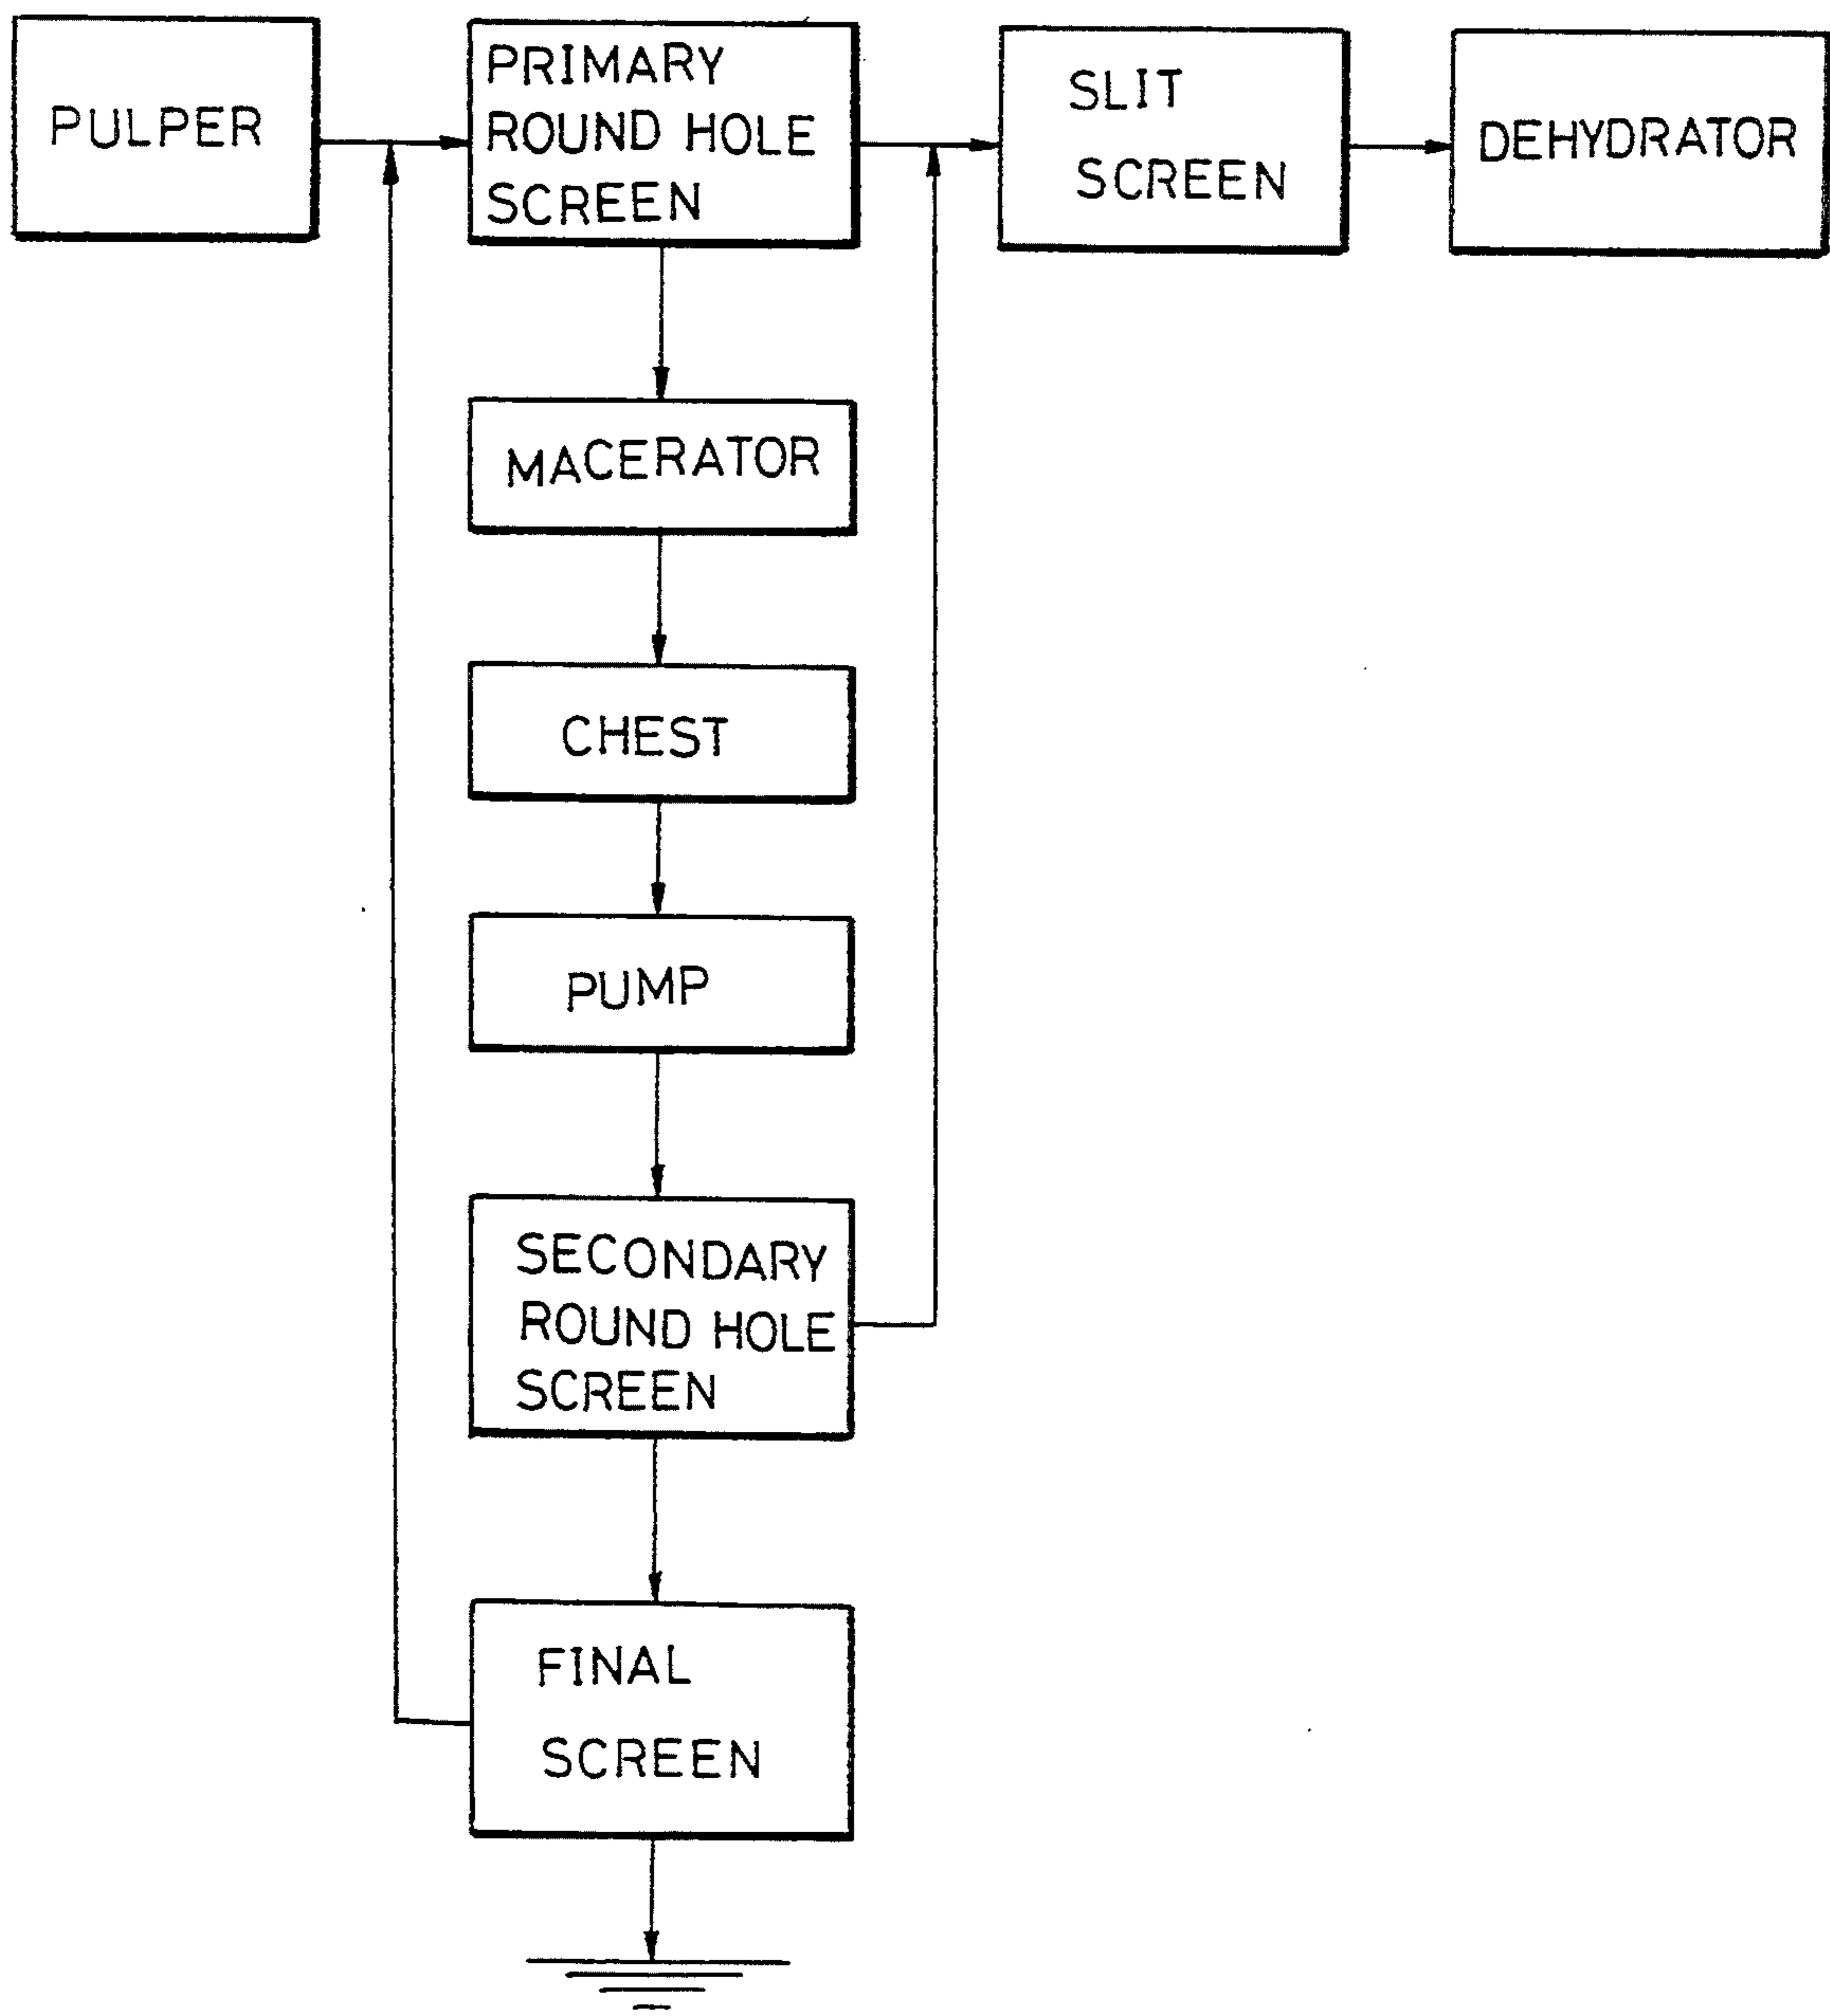 PULPER
PRIMARY
ROUND HOLE
SCREEN
SLIT
SCREEN
DEHYDRATOR
MACERATOR
CHEST
PUMP
SECONDARY
ROUND HOLE
SCREEN
FINAL
SCREEN